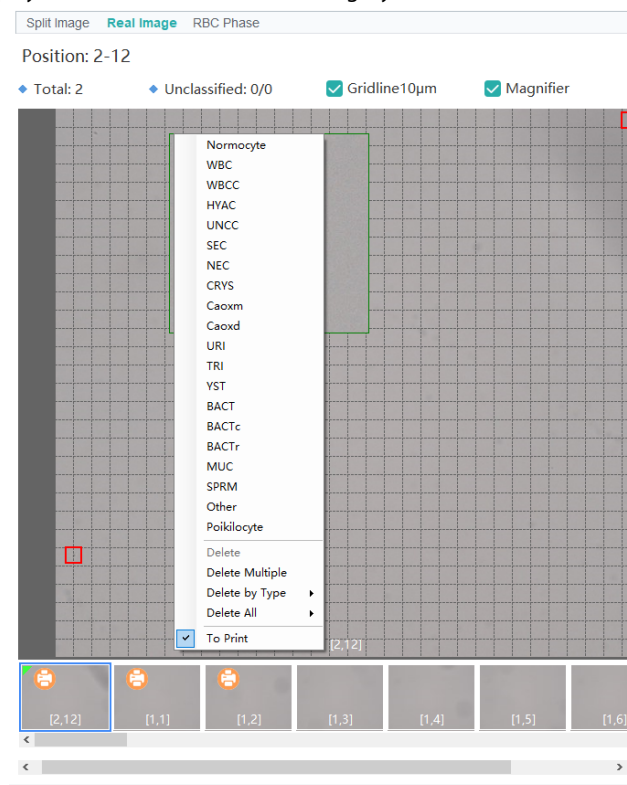 Split Image Real Image RBC Phase
Position: 2-12
Total: 2 Unclassified: 0/0 Gridline10μm Magnifier
Normocyte
WBC
WBCC
HYAC
UNCC
SEC
NEC
CRYS
Caoxm
Caoxd
URI
TRI
YST
BACT
BACTc
BACTr
MUC
SPRM
Other
Poikilocyte
Delete
Delete Multiple
Delete by Type
Delete All
To Print
[2,12]
[2,12] [1,1] [1,2] [1,3] [1,4] [1,5] [1,6]